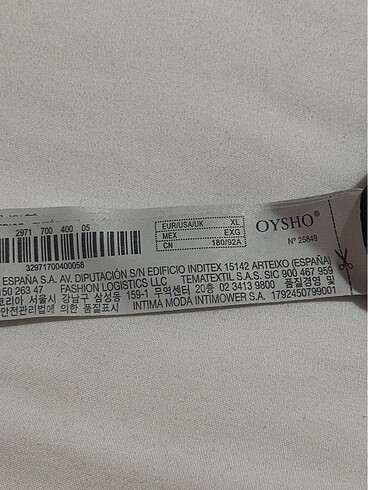 2971 700 400 05
32971700400058
EUR/USA/UK XL
MEX EXG
CN 180/92A
OYSHO®
Nº 25849
ESPAÑA S.A. AV. DIPUTACIÓN S/N EDIFICIO INDITEX 15142 ARTEIXO (ESPAÑA)
50 263 47 FASHION LOGISTICS LLC TEMATEXTIL S.A.S. SIC 900 467 959
코리아 서울시 강남구 삼성동 159-1 무역센터 20층 02 3413 9800 품질경영 및
안전관리법에 의한 품질표시 INTIMA MODA INTIMOWER S.A. 1792450799001